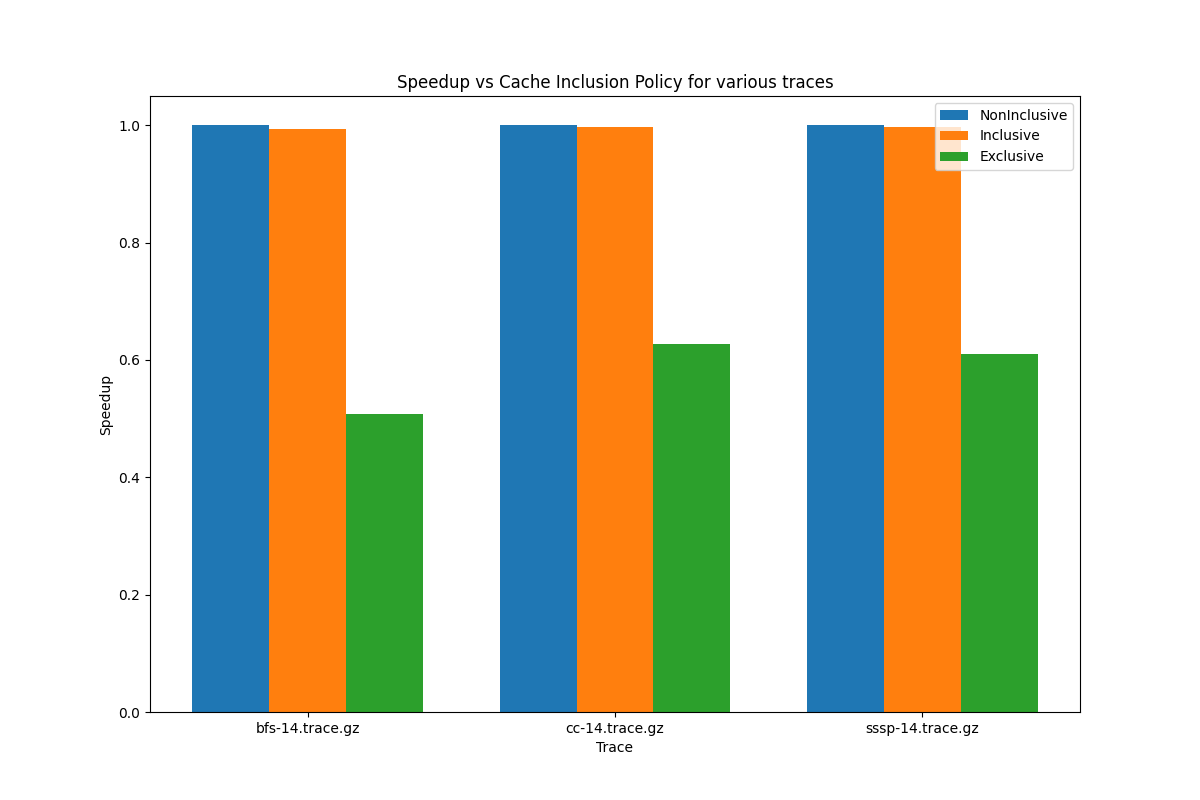 Speedup vs Cache Inclusion Policy for various traces
NonInclusive
Inclusive
Exclusive
1.0
0.8
0.6
0.4
0.2
0.0
Speedup
bfs-14.trace.gz
cc-14.trace.gz
sssp-14.trace.gz
Trace